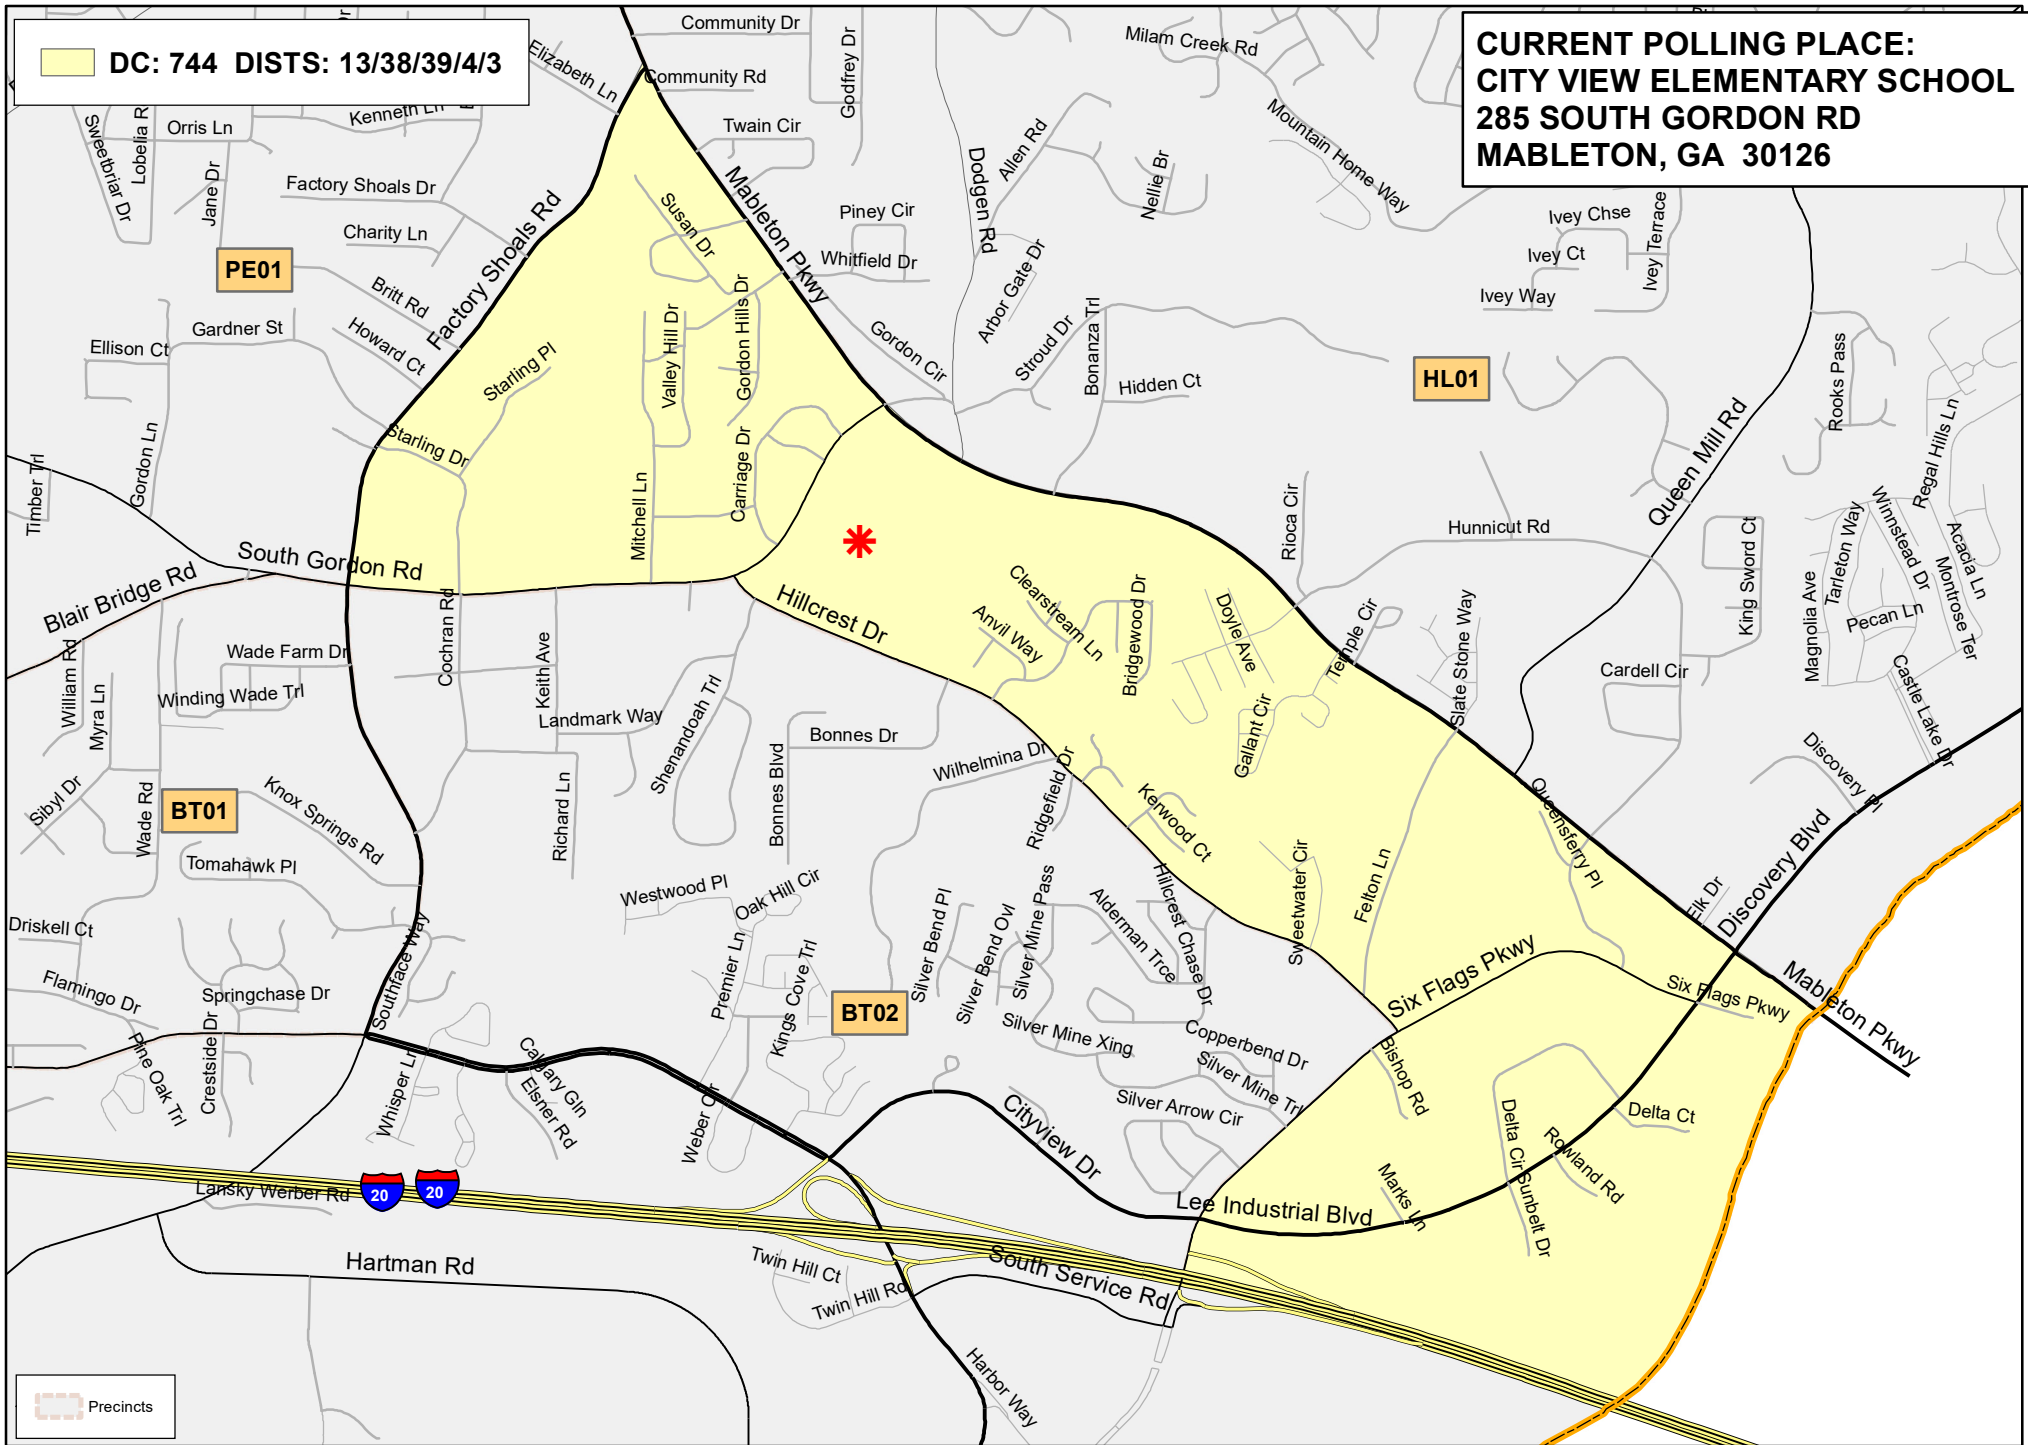 DC: 744 DISTS: 13/38/39/4/3
CURRENT POLLING PLACE:
CITY VIEW ELEMENTARY SCHOOL
285 SOUTH GORDON RD
MABLETON, GA 30126
Community Dr
Elizabeth Ln
Community Rd
Godfrey Dr
Milam Creek Rd
Sweetbriar Dr
Lobelia R
Orris Ln
Kenneth Ln
Twain Cir
Mountain Home Way
Dodgen Rd
Allen Rd
Nellie Br
Jane Dr
Factory Shoals Dr
Charity Ln
Susan Dr
Mableton Pkwy
Piney Cir
Whitfield Dr
Arbor Gate Dr
Ivey Chse
Ivey Ct
Ivey Terrace
Ivey Way
PE01
Britt Rd
Factory Shoals Rd
Gardner St
Howard Ct
Ellison Ct
Starling Pl
Valley Hill Dr
Gordon Hills Dr
Gordon Cir
Stroud Dr
Bonanza Trl
Hidden Ct
HL01
Rooks Pass
Regal Hills Ln
Queen Mill Rd
Gordon Ln
Timber Trl
Starling Dr
Mitchell Ln
Carriage Dr
Rioca Cir
Hunnicut Rd
King Sword Ct
Tarleton Way
Winnstead Dr
Acacia Ln
Montrose Ter
Magnolia Ave
Pecan Ln
Castle Lake Dr
South Gordon Rd
Blair Bridge Rd
Hillcrest Dr
Clearstream Ln
Anvil Way
Bridgewood Dr
Doyle Ave
Temple Cir
Slate Stone Way
Cardell Cir
Gallant Cir
William Rd
Myra Ln
Wade Farm Dr
Winding Wade Trl
Cochran Rd
Keith Ave
Landmark Way
Shenandoah Trl
Bonnes Dr
Bonnes Blvd
Wilhelmina Dr
Ridgefield Dr
Kerwood Ct
Discovery Pl
Queensferry Pl
Discovery Blvd
Sibyl Dr
Wade Rd
BT01
Knox Springs Rd
Tomahawk Pl
Richard Ln
Westwood Pl
Oak Hill Cir
Silver Bend Pl
Silver Bend Ovl
Silver Mine Pass
Alderman Trce
Hillcrest Chase Dr
Sweetwater Cir
Felton Ln
Elk Dr
Driskell Ct
Flamingo Dr
Springchase Dr
Southface Way
Premier Ln
Kings Cove Trl
BT02
Silver Mine Xing
Copperbend Dr
Silver Mine Trl
Silver Arrow Cir
Six Flags Pkwy
Six Flags Pkwy
Mableton Pkwy
Bishop Rd
Delta Cir
Delta Ct
Rowland Rd
Sunbelt Dr
Marks Ln
Pine Oak Trl
Crestside Dr
Whisper Ln
Calgary Gln
Elsner Rd
Weber Cir
Cityview Dr
Lee Industrial Blvd
Lansky Werber Rd
20
20
Hartman Rd
Twin Hill Ct
Twin Hill Rd
South Service Rd
Harbor Way
Precincts